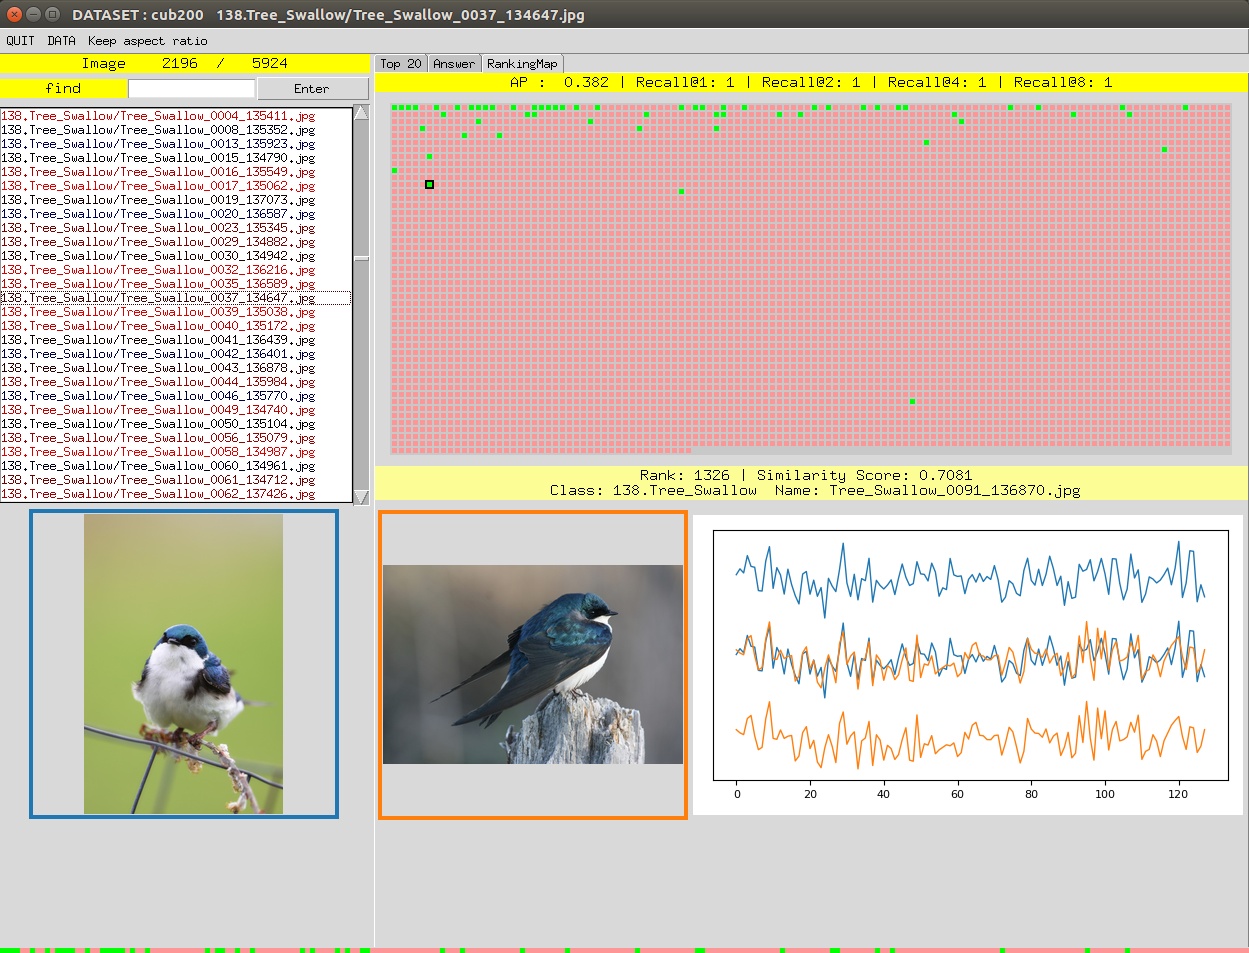 DATASET : cub200 138.Tree_Swallow/Tree_Swallow_0037_134647.jpg
QUIT DATA Keep aspect ratio
Image 2196 / 5924
find Enter
138.Tree_Swallow/Tree_Swallow_0004_135411.jpg
138.Tree_Swallow/Tree_Swallow_0008_135352.jpg
138.Tree_Swallow/Tree_Swallow_0013_135923.jpg
138.Tree_Swallow/Tree_Swallow_0015_134790.jpg
138.Tree_Swallow/Tree_Swallow_0016_135549.jpg
138.Tree_Swallow/Tree_Swallow_0017_135062.jpg
138.Tree_Swallow/Tree_Swallow_0019_137073.jpg
138.Tree_Swallow/Tree_Swallow_0020_136587.jpg
138.Tree_Swallow/Tree_Swallow_0023_135345.jpg
138.Tree_Swallow/Tree_Swallow_0029_134882.jpg
138.Tree_Swallow/Tree_Swallow_0030_134942.jpg
138.Tree_Swallow/Tree_Swallow_0032_136216.jpg
138.Tree_Swallow/Tree_Swallow_0035_136589.jpg
138.Tree_Swallow/Tree_Swallow_0037_134647.jpg
138.Tree_Swallow/Tree_Swallow_0039_135038.jpg
138.Tree_Swallow/Tree_Swallow_0040_135172.jpg
138.Tree_Swallow/Tree_Swallow_0041_136439.jpg
138.Tree_Swallow/Tree_Swallow_0042_136401.jpg
138.Tree_Swallow/Tree_Swallow_0043_136878.jpg
138.Tree_Swallow/Tree_Swallow_0044_135984.jpg
138.Tree_Swallow/Tree_Swallow_0046_135770.jpg
138.Tree_Swallow/Tree_Swallow_0049_134740.jpg
138.Tree_Swallow/Tree_Swallow_0050_135104.jpg
138.Tree_Swallow/Tree_Swallow_0056_135079.jpg
138.Tree_Swallow/Tree_Swallow_0058_134987.jpg
138.Tree_Swallow/Tree_Swallow_0060_134961.jpg
138.Tree_Swallow/Tree_Swallow_0061_134712.jpg
138.Tree_Swallow/Tree_Swallow_0062_137426.jpg
Top 20 Answer RankingMap
AP : 0.382 | Recall@1: 1 | Recall@2: 1 | Recall@4: 1 | Recall@8: 1
Rank: 1326 | Similarity Score: 0.7081
Class: 138.Tree_Swallow Name: Tree_Swallow_0091_136870.jpg
0 20 40 60 80 100 120